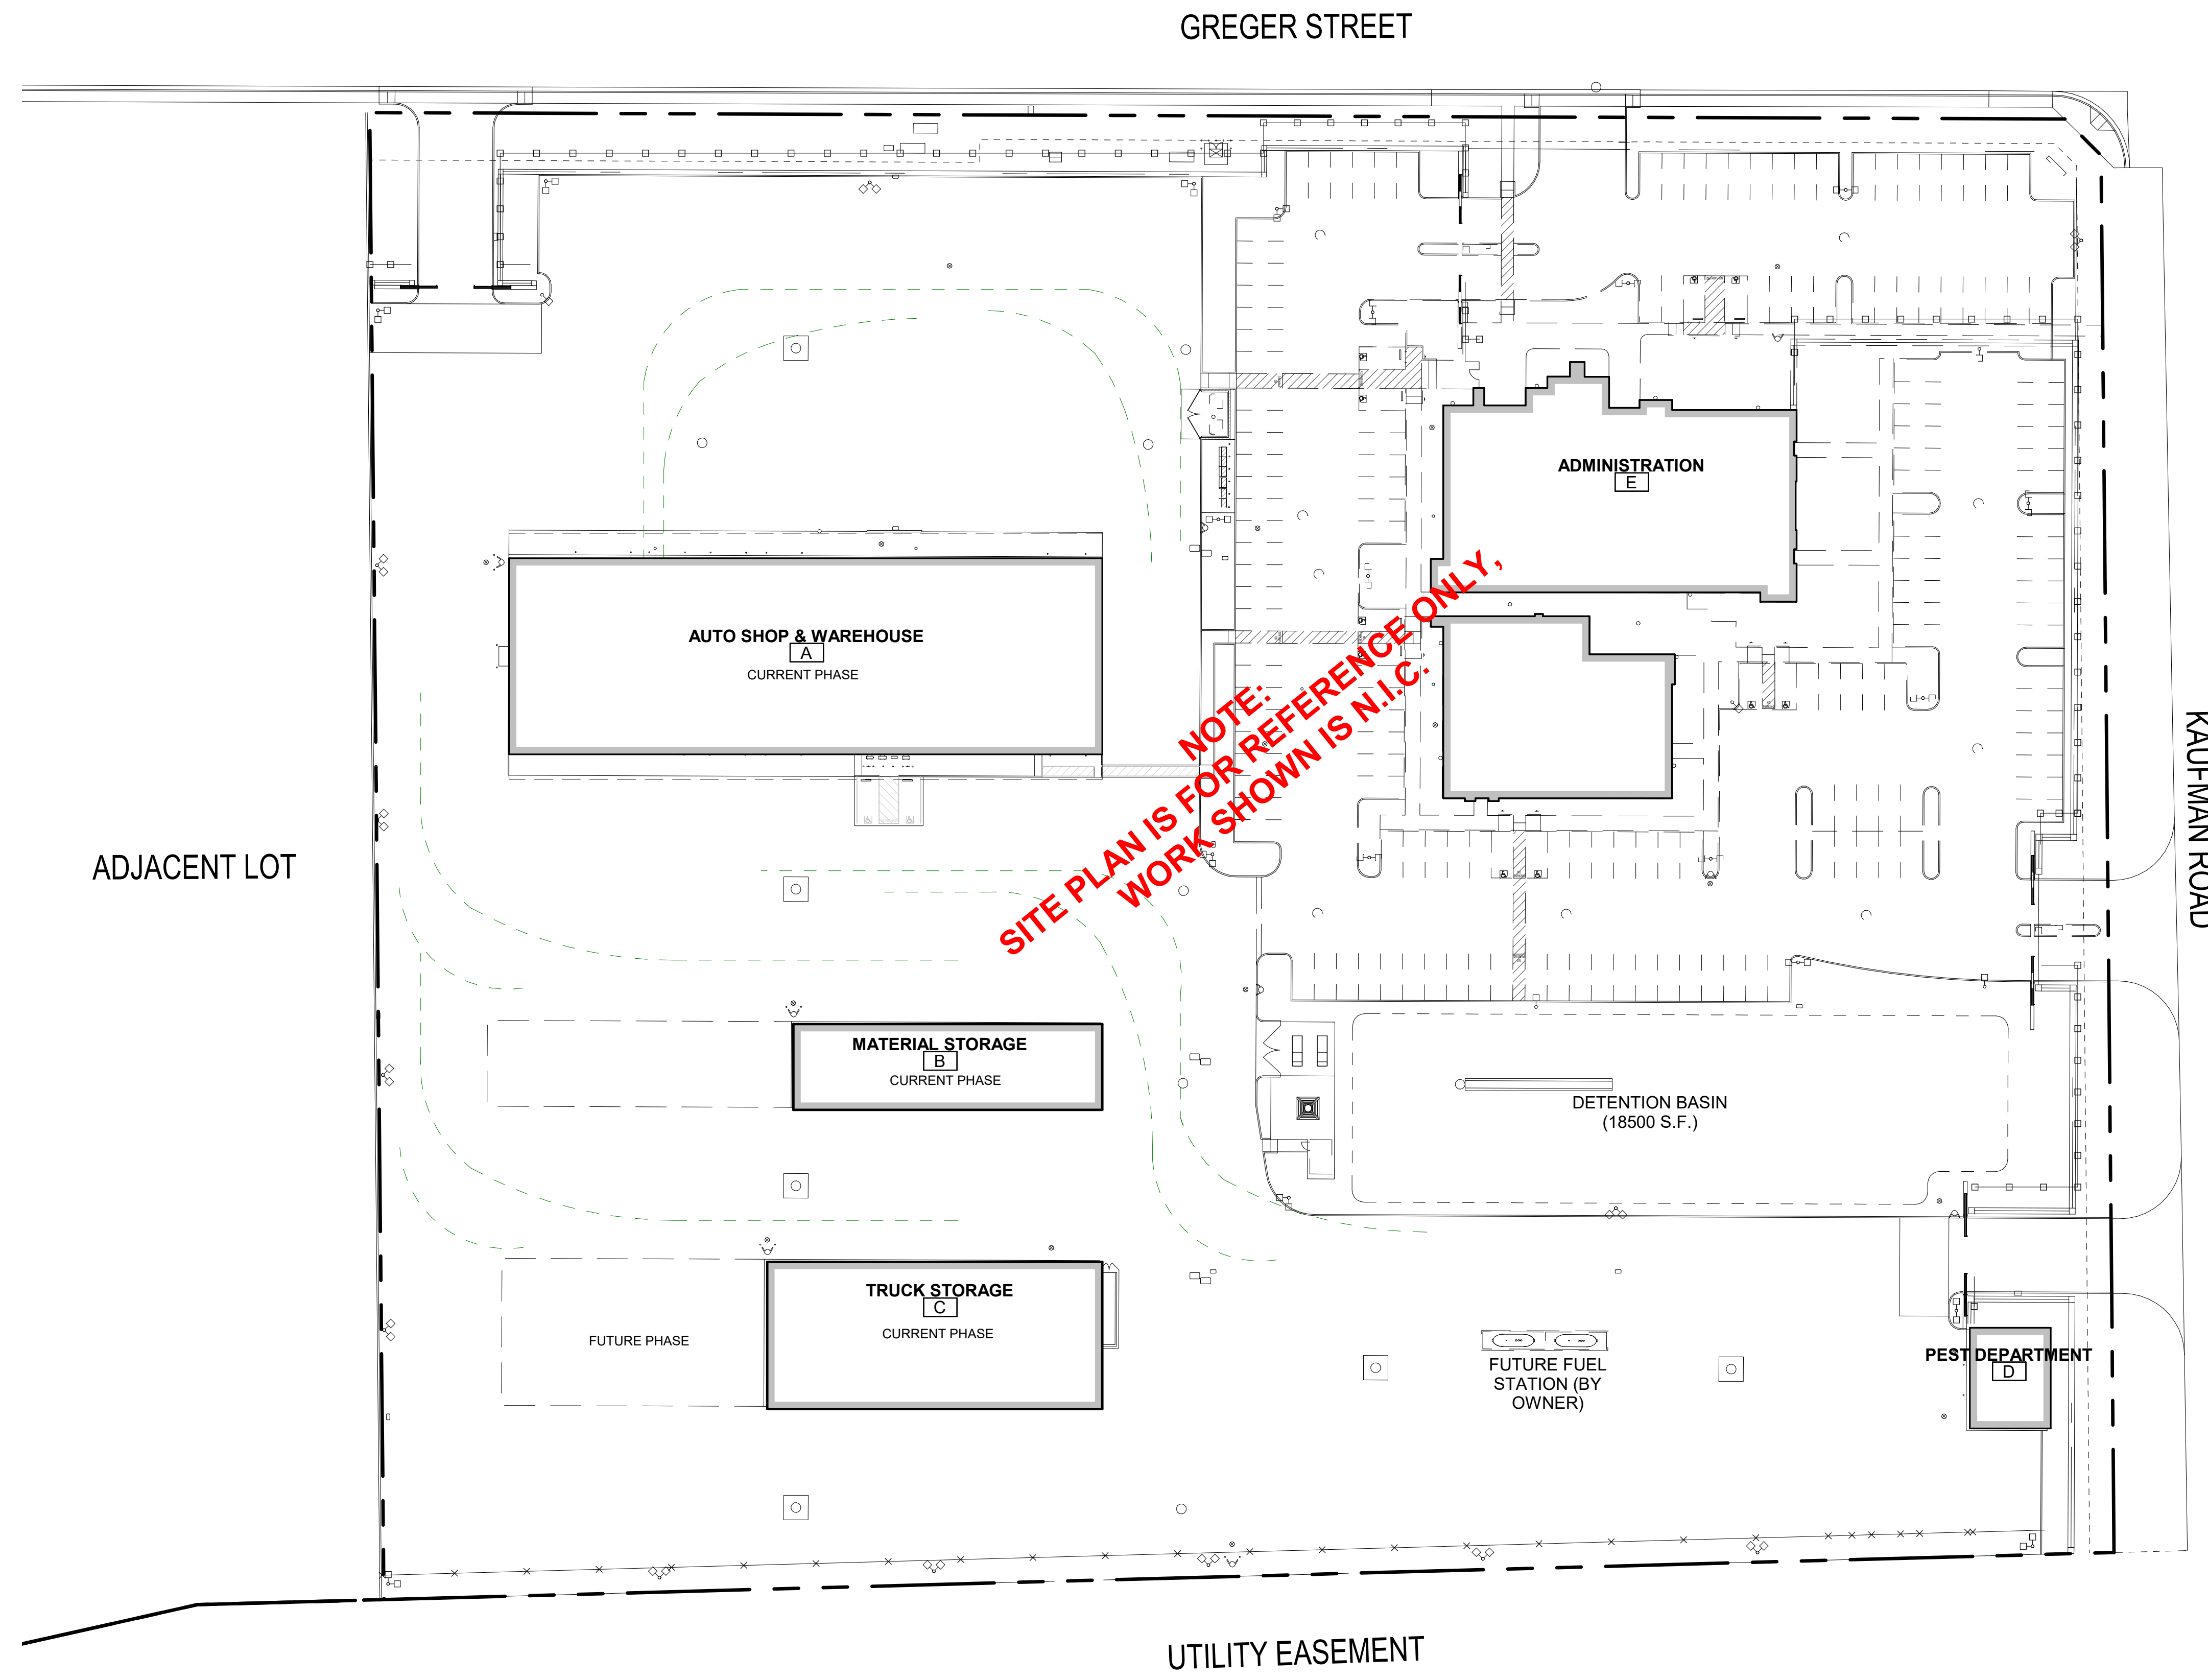 GREGER STREET
ADMINISTRATION
E
AUTO SHOP & WAREHOUSE
A
CURRENT PHASE
NOTE:
SITE PLAN IS FOR REFERENCE ONLY,
WORK SHOWN IS N.I.C.
KAUFMAN ROAD
ADJACENT LOT
MATERIAL STORAGE
B
CURRENT PHASE
DETENTION BASIN
(18500 S.F.)
TRUCK STORAGE
C
CURRENT PHASE
FUTURE PHASE
FUTURE FUEL
STATION (BY
OWNER)
PEST DEPARTMENT
D
UTILITY EASEMENT